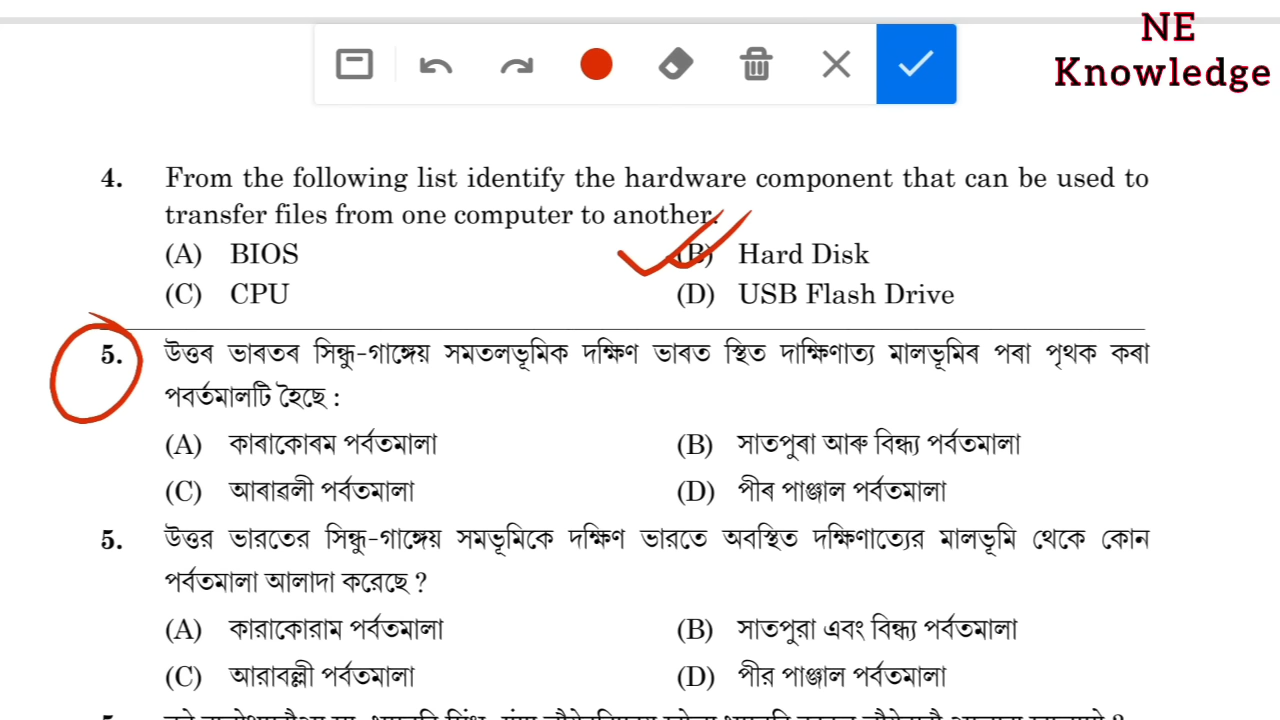 NE
Knowledge
4. From the following list identify the hardware component that can be used to
transfer files from one computer to another.
(A) BIOS (B) Hard Disk
(C) CPU (D) USB Flash Drive
5. উত্তৰ ভাৰতৰ সিন্ধু-গাঙ্গেয় সমতলভূমিক দক্ষিণ ভাৰত স্থিত দাক্ষিণাত্য মালভূমিৰ পৰা পৃথক কৰা
পবৰ্তমালটি হৈছে :
(A) কাৰাকোৰম পৰ্বতমালা (B) সাতপুৰা আৰু বিন্ধ্য পৰ্বতমালা
(C) আৰাৱলী পৰ্বতমালা (D) পীৰ পাঞ্জাল পৰ্বতমালা
5. উত্তর ভারতের সিন্ধু-গাঙ্গেয় সমভূমিকে দক্ষিণ ভারতে অবস্থিত দক্ষিণাত্যের মালভূমি থেকে কোন
পর্বতমালা আলাদা করেছে ?
(A) কারাকোরাম পর্বতমালা (B) সাতপুরা এবং বিন্ধ্য পর্বতমালা
(C) আরাবল্লী পর্বতমালা (D) পীর পাঞ্জাল পর্বতমালা